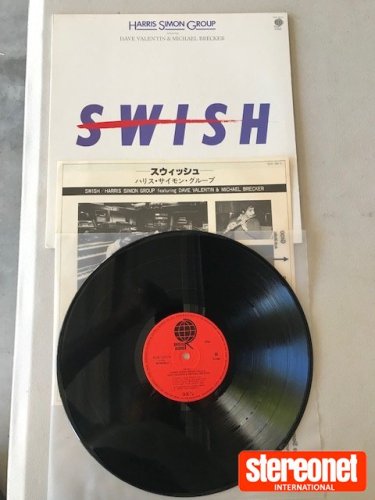 HARRIS SIMON GROUP
DAVE VALENTIN & MICHAEL BRECKER
SWISH
スウィッシュ
ハリス・サイモン・グループ
SWISH / HARRIS SIMON GROUP featuring DAVE VALENTIN & MICHAEL BRECKER
stereonet
INTERNATIONAL